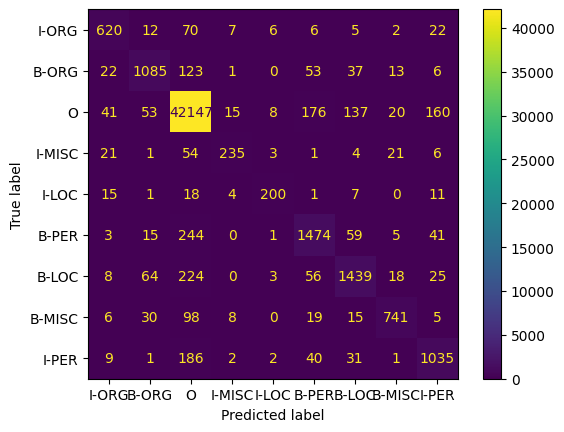 I-ORG 620 12 70 7 6 6 5 2 22
B-ORG 22 1085 123 1 0 53 37 13 6
O 41 53 42147 15 8 176 137 20 160
I-MISC 21 1 54 235 3 1 4 21 6
I-LOC 15 1 18 4 200 1 7 0 11
B-PER 3 15 244 0 1 1474 59 5 41
B-LOC 8 64 224 0 3 56 1439 18 25
B-MISC 6 30 98 8 0 19 15 741 5
I-PER 9 1 186 2 2 40 31 1 1035
I-ORG B-ORG O I-MISC I-LOC B-PER B-LOC B-MISC I-PER
Predicted label
True label
40000
35000
30000
25000
20000
15000
10000
5000
0